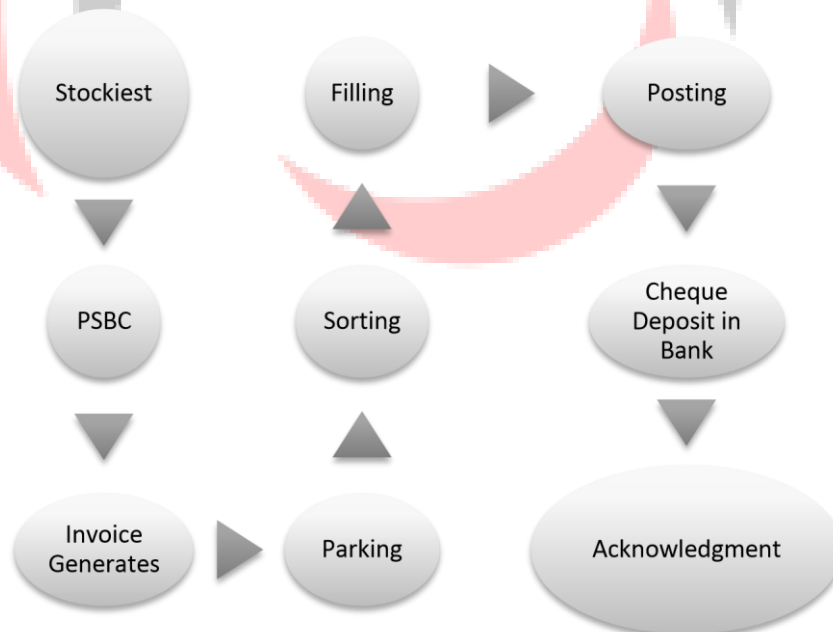 Stockiest
PSBC
Invoice
Generates
Parking
Sorting
Filling
Posting
Cheque
Deposit in
Bank
Acknowledgment